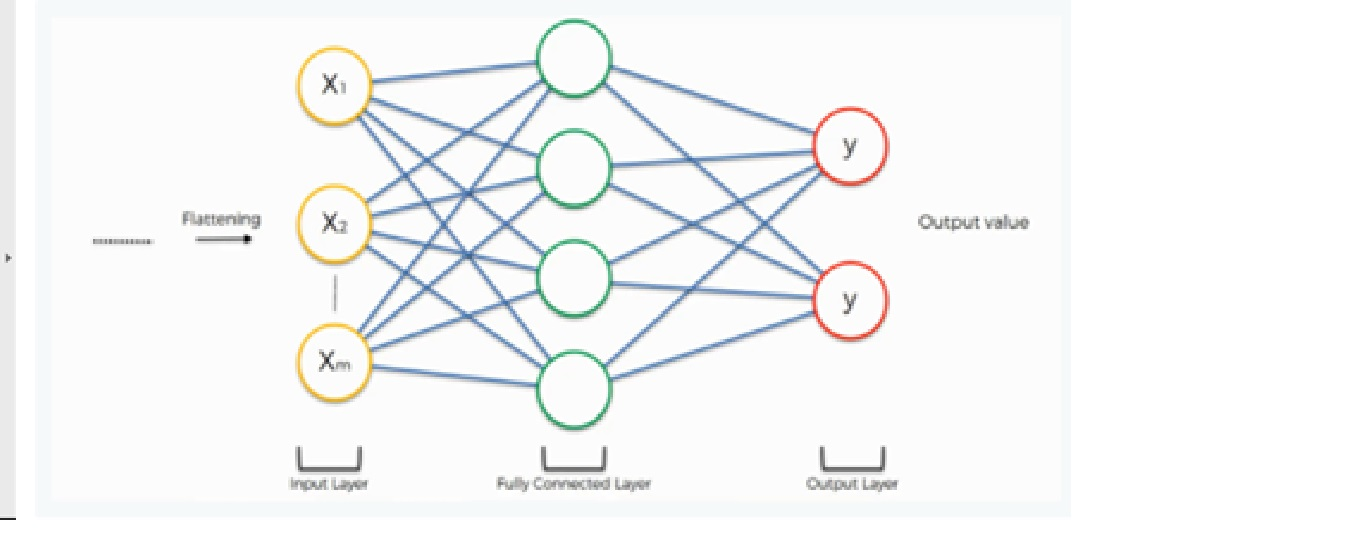 X1
X2
Xm
Flattening
y
y
Output value
Input Layer
Fully Connected Layer
Output Layer